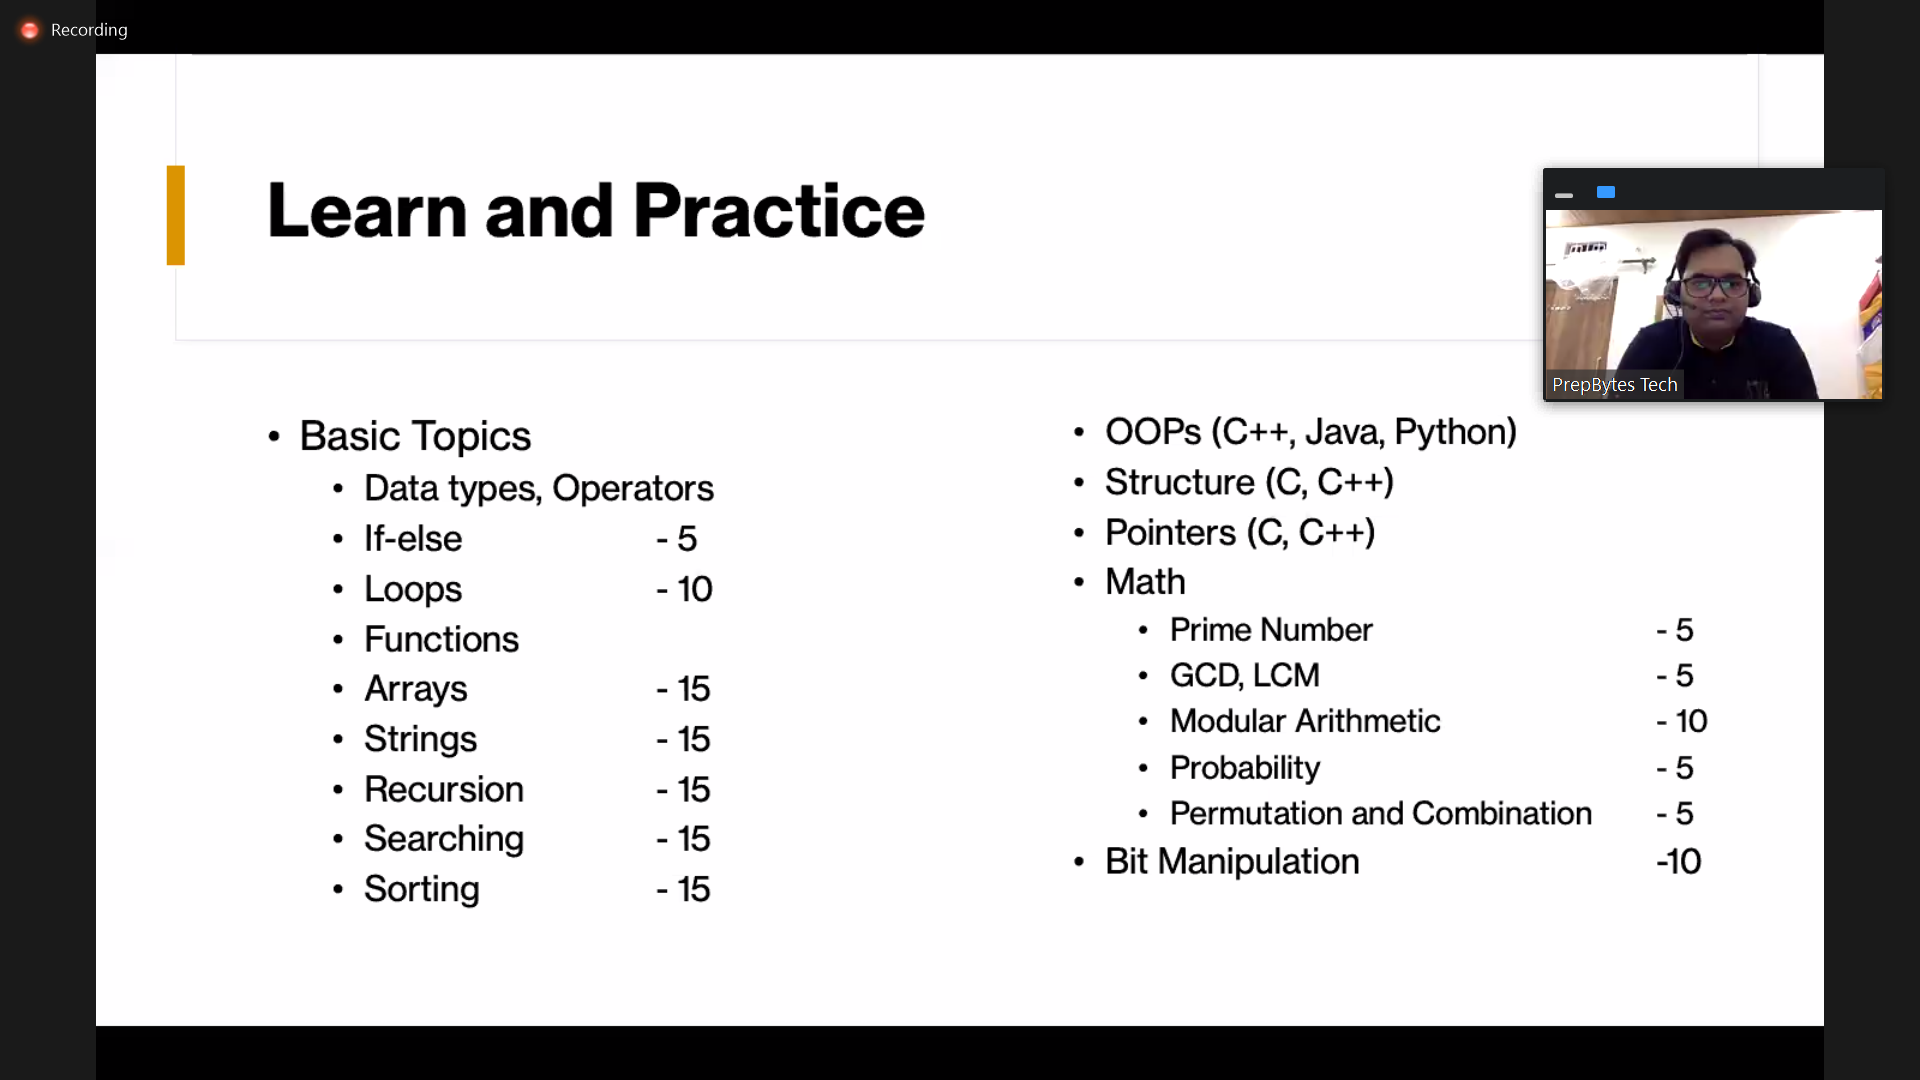 Recording
Learn and Practice
PrepBytes Tech
• Basic Topics
• Data types, Operators
• If-else - 5
• Loops - 10
• Functions
• Arrays - 15
• Strings - 15
• Recursion - 15
• Searching - 15
• Sorting - 15
• OOPs (C++, Java, Python)
• Structure (C, C++)
• Pointers (C, C++)
• Math
• Prime Number - 5
• GCD, LCM - 5
• Modular Arithmetic - 10
• Probability - 5
• Permutation and Combination - 5
• Bit Manipulation -10